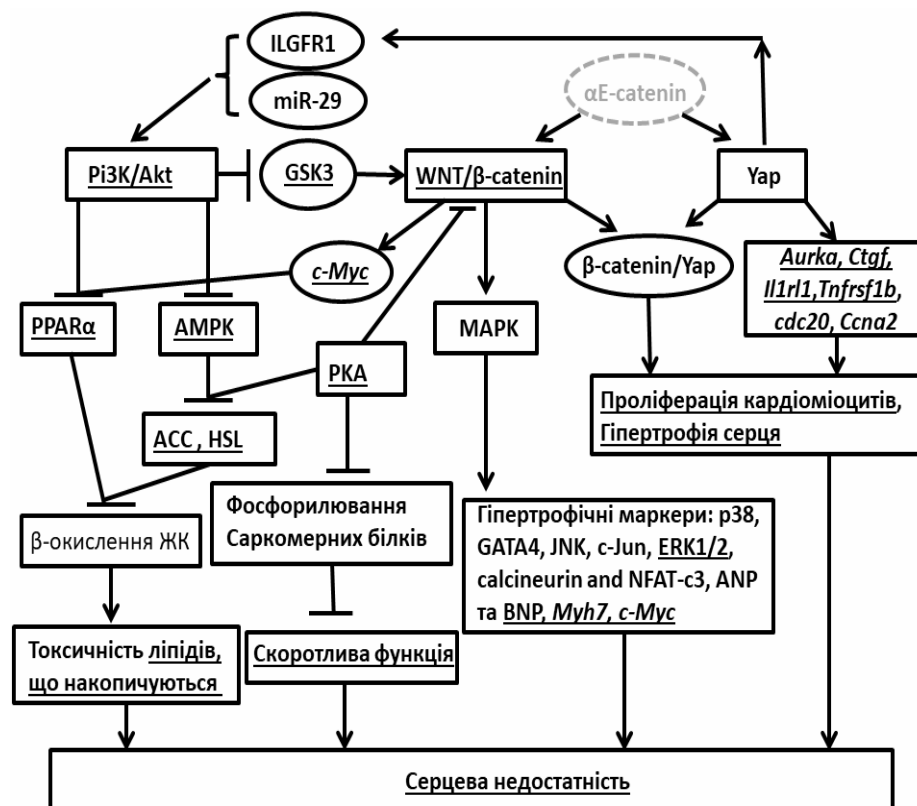 ILGFR1
miR-29
αE-catenin
Pi3K/Akt
GSK3
WNT/β-catenin
Yap
c-Myc
β-catenin/Yap
Aurka, Ctgf,
Il1rl1,Tnfrsf1b,
cdc20, Ccna2
PPARα
AMPK
PKA
MAPK
ACC , HSL
Проліферація кардіоміоцитів,
Гіпертрофія серця
β-окислення ЖК
Фосфорилювання
Саркомерних білків
Гіпертрофічні маркери: p38,
GATA4, JNK, c-Jun, ERK1/2,
calcineurin and NFAT-c3, ANP
та BNP, Myh7, c-Myc
Токсичність ліпідів,
що накопичуються
Скоротлива функція
Серцева недостатність